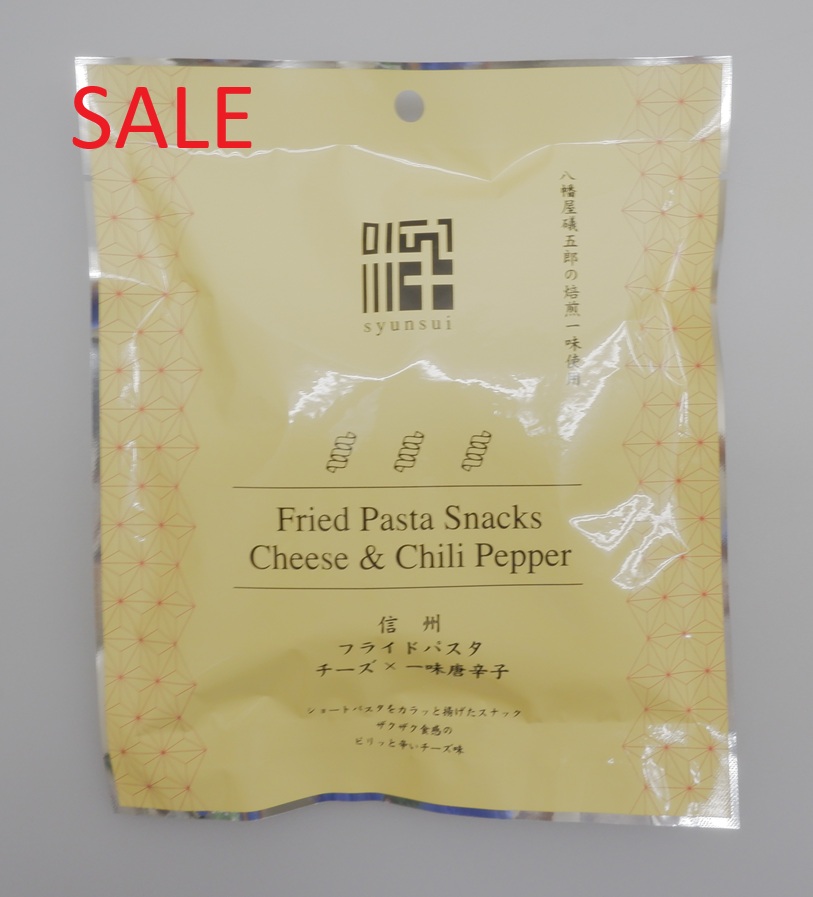 SALE
八幡屋礒五郎の焙煎一味使用
syunsui
Fried Pasta Snacks
Cheese & Chili Pepper
信州
フライドパスタ
チーズ×一味唐辛子
ショートパスタをカラッと揚げたスナック
ザクザク食感の
ピリッと辛いチーズ味